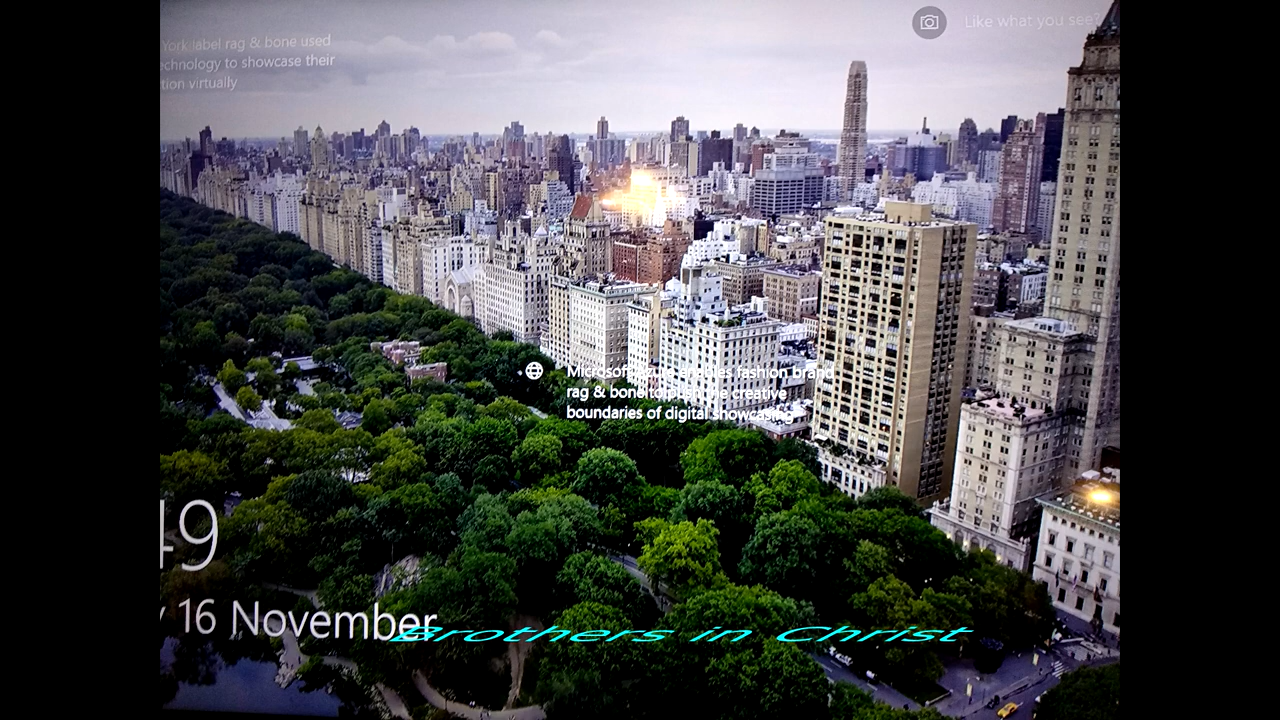 York label rag & bone used
echnology to showcase their
tion virtually
Like what you see?
Microsoft Azure enables fashion brand
rag & bone to push the creative
boundaries of digital showcasing
49
16 November
Brothers in Christ